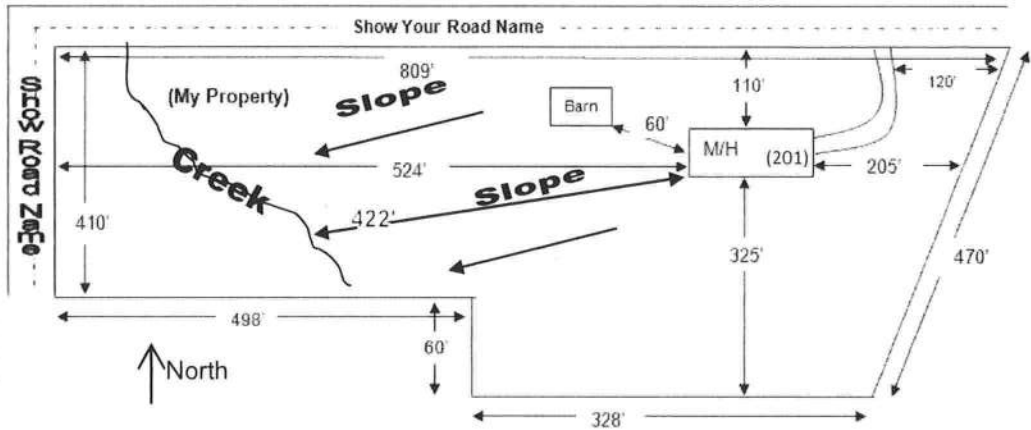 Show Your Road Name
Show Road Name
809'
(My Property)
Slope
110'
120'
Barn
60'
M/H
(201)
Creek
524'
205'
Slope
422'
410'
325'
470'
498'
60'
North
328'